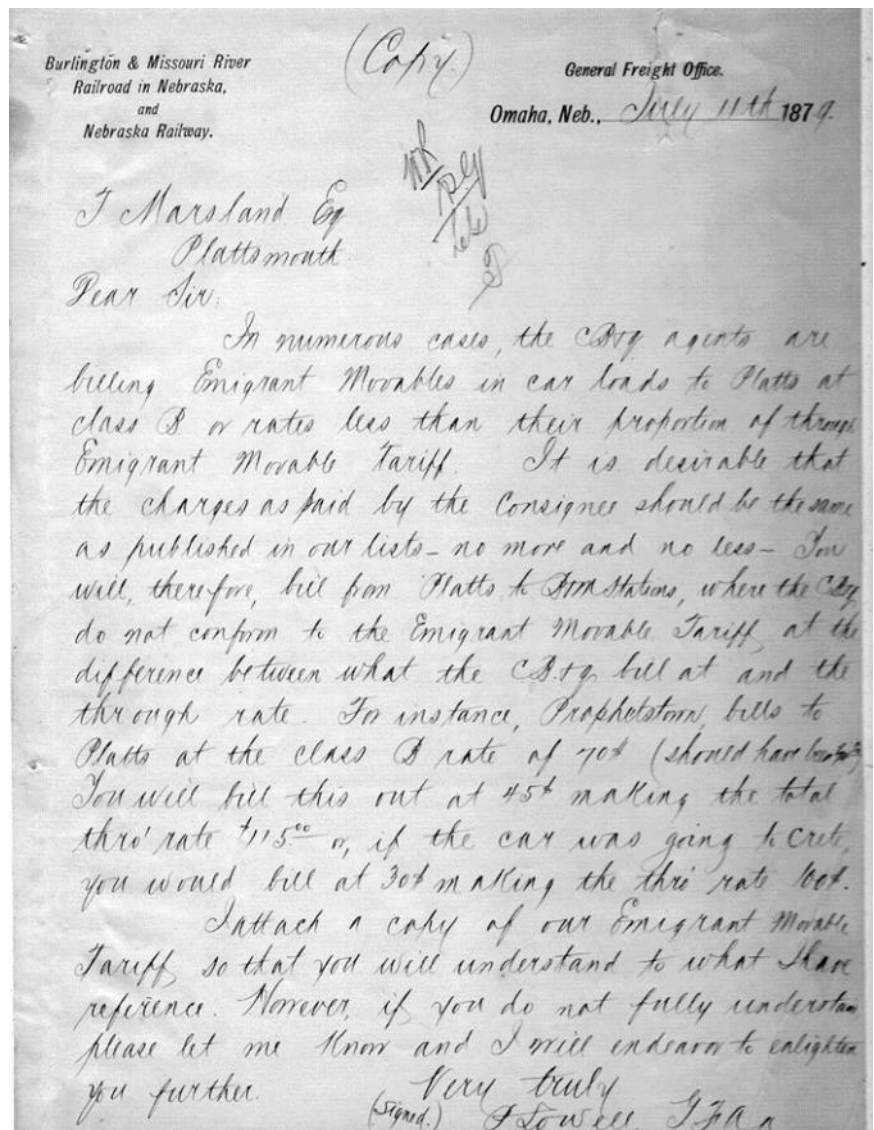 Burlington & Missouri River
Railroad in Nebraska,
and
Nebraska Railway.
(Copy.)
General Freight Office.
Omaha, Neb., July 11th 1879.
T Marsland Esq
Plattsmouth
Dear Sir:
In numerous cases, the CB&Q agents are
billing Emigrant Movables in car loads to Platts at
class B or rates less than their proportion of through
Emigrant Movable Tariff. It is desirable that
the charges as paid by the Consignee should be the same
as published in our lists - no more and no less - You
will, therefore, bill from Platts to B&M Stations, where the CB&Q
do not conform to the Emigrant Movable Tariff, at the
difference between what the CB&Q bill at and the
through rate. For instance, Prophetstown, bills to
Platts at the class B rate of 70$ (should have been
You will bill this out at 45$ making the total
thro' rate $115.00 or, if the car was going to Crete,
you would bill at 30$ making the thro' rate 100$.
I attach a copy of our Emigrant Movable
Tariff, so that you will understand to what I have
reference. However, if you do not fully understan
please let me know and I will endeavor to enlighten
you further.
Very truly
(Signed.) Lowell G F A